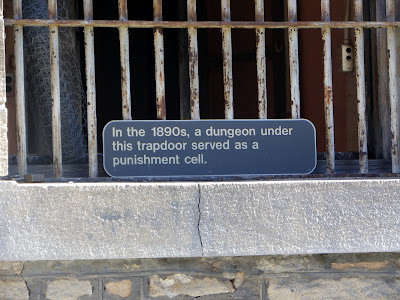 In the 1890s, a dungeon under
this trapdoor served as a
punishment cell.